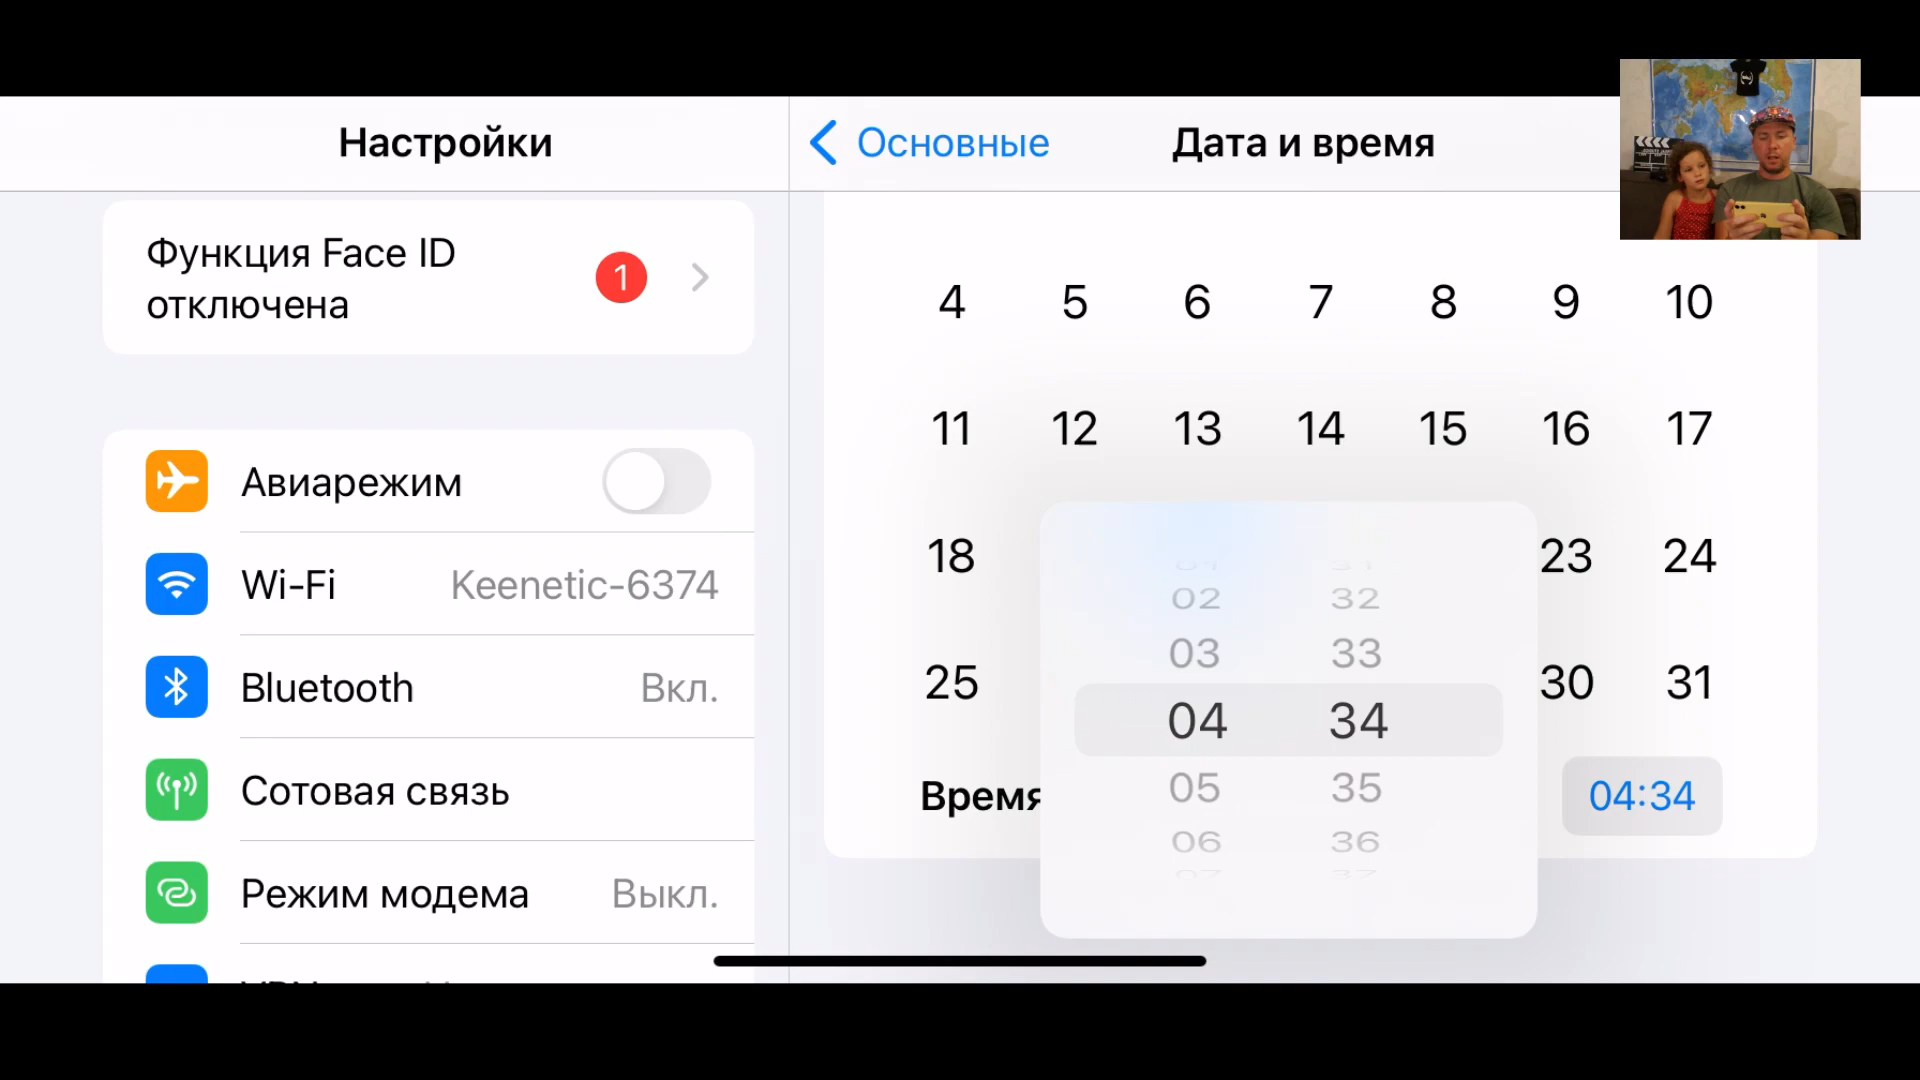 Настройки
Функция Face ID
отключена
1
Авиарежим
Wi-Fi Keenetic-6374
Bluetooth Вкл.
Сотовая связь
Режим модема Выкл.
Основные
Дата и время
4 5 6 7 8 9 10
11 12 13 14 15 16 17
18 23 24
25 30 31
02 32
03 33
04 34
05 35
06 36
Время 04:34